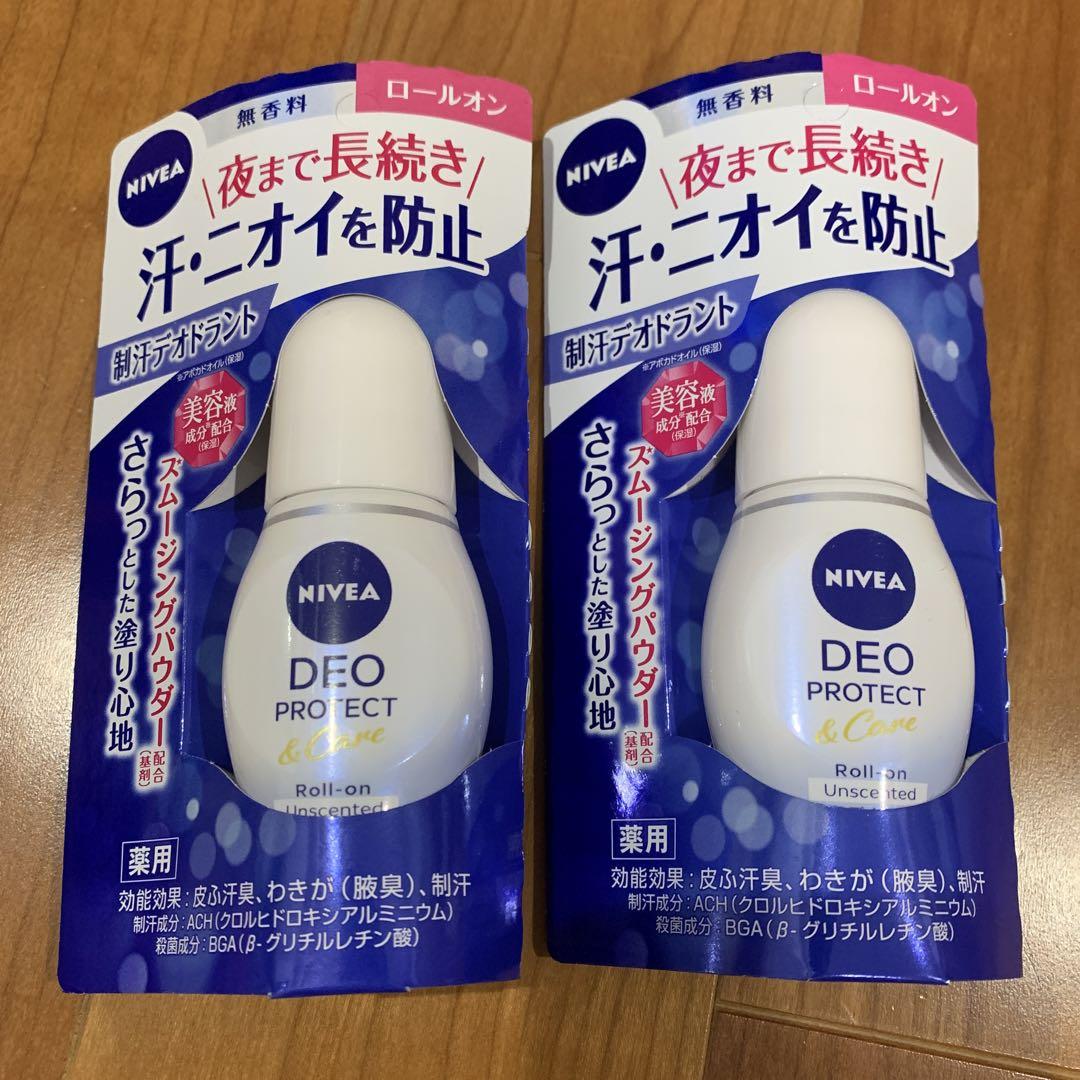 無香料
ロールオン
NIVEA
夜まで長続き
汗・ニオイを防止
制汗デオドラント
※アボカドオイル(保湿)
美容液
成分※配合
(保湿)
スムージングパウダー配合(基剤)
さらっとした塗り心地
NIVEA
DEO
PROTECT
& Care
Roll-on
Unscented
薬用
効能効果:皮ふ汗臭、わきが(腋臭)、制汗
制汗成分:ACH(クロルヒドロキシアルミニウム)
殺菌成分:BGA(β-グリチルレチン酸)
無香料
ロールオン
NIVEA
夜まで長続き
汗・ニオイを防止
制汗デオドラント
※アボカドオイル(保湿)
美容液
成分※配合
(保湿)
スムージングパウダー配合(基剤)
さらっとした塗り心地
NIVEA
DEO
PROTECT
& Care
Roll-on
Unscented
薬用
効能効果:皮ふ汗臭、わきが(腋臭)、制汗
制汗成分:ACH(クロルヒドロキシアルミニウム)
殺菌成分:BGA(β-グリチルレチン酸)